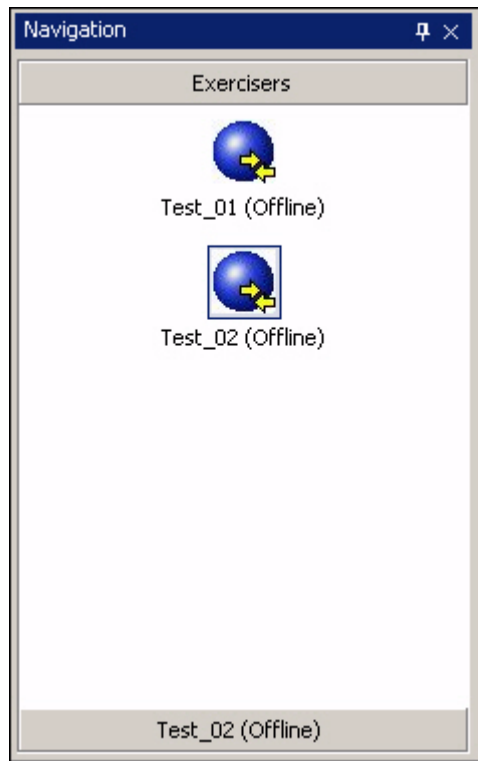 Navigation
Exercisers
Test_01 (Offline)
Test_02 (Offline)
Test_02 (Offline)